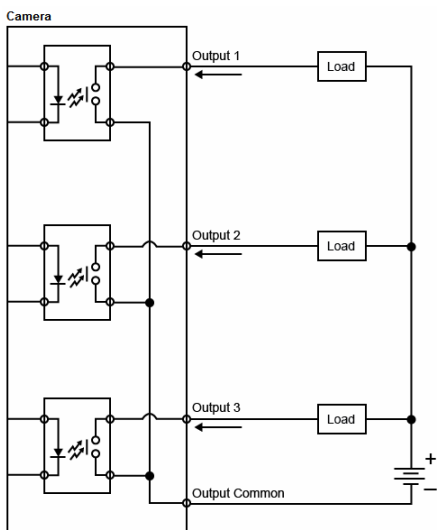 Camera
Output 1
Load
Output 2
Load
Output 3
Load
+
−
Output Common